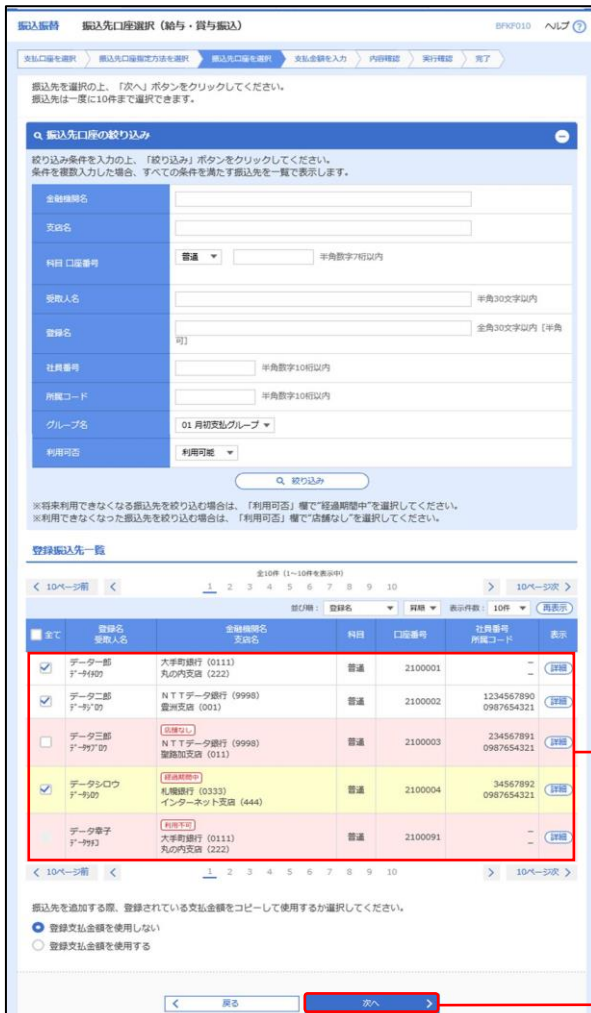 振込振替 振込先口座選択（給与・賞与振込） BFKF010 ヘルプ ?
支払口座を選択 振込先口座指定方法を選択 振込先口座を選択 支払金額を入力 内容確認 実行確認 完了
振込先を選択の上、「次へ」ボタンをクリックしてください。
振込先は一度に10件まで選択できます。
振込先口座の絞り込み
絞り込み条件を入力の上、「絞り込み」ボタンをクリックしてください。
条件を複数入力した場合、すべての条件を満たす振込先を一覧で表示します。
金融機関名
支店名
科目 口座番号 普通 ▼ 半角数字7桁以内
受取人名 半角30文字以内
登録名 全角30文字以内 [半角
可]
社員番号 半角数字10桁以内
所属コード 半角数字10桁以内
グループ名 01 月初支払グループ ▼
利用可否 利用可能 ▼
絞り込み
※将来利用できなくなる振込先を絞り込む場合は、「利用可否」欄で"経過期間中"を選択してください。
※利用できなくなった振込先を絞り込む場合は、「利用可否」欄で"店舗なし"を選択してください。
登録振込先一覧
全10件（1～10件を表示中）
< 10ページ前 < 1 2 3 4 5 6 7 8 9 10 > 10ページ次 >
並び順： 登録名 ▼ 昇順 ▼ 表示件数： 10件 ▼ 再表示
全て 登録名 金融機関名 科目 口座番号 社員番号 表示
受取人名 支店名 所属コード
データ一郎 大手町銀行（0111） 普通 2100001 － 詳細
ﾃﾞｰﾀｲﾁﾛｳ 丸の内支店（222） －
データ二郎 ＮＴＴデータ銀行（9998） 普通 2100002 1234567890 詳細
ﾃﾞｰﾀｼﾞﾛｳ 豊洲支店（001） 0987654321
店舗なし
データ三郎 ＮＴＴデータ銀行（9998） 普通 2100003 234567891 詳細
ﾃﾞｰﾀｻﾌﾞﾛｳ 聖路加支店（011） 0987654321
経過期間中
データシロウ 札幌銀行（0333） 普通 2100004 34567892 詳細
ﾃﾞｰﾀｼﾛｳ インターネット支店（444） 0987654321
利用不可
データ幸子 大手町銀行（0111） 普通 2100091 － 詳細
ﾃﾞｰﾀｻﾁｺ 丸の内支店（222） －
< 10ページ前 < 1 2 3 4 5 6 7 8 9 10 > 10ページ次 >
振込先を追加する際、登録されている支払金額をコピーして使用するか選択してください。
登録支払金額を使用しない
登録支払金額を使用する
< 戻る 次へ >